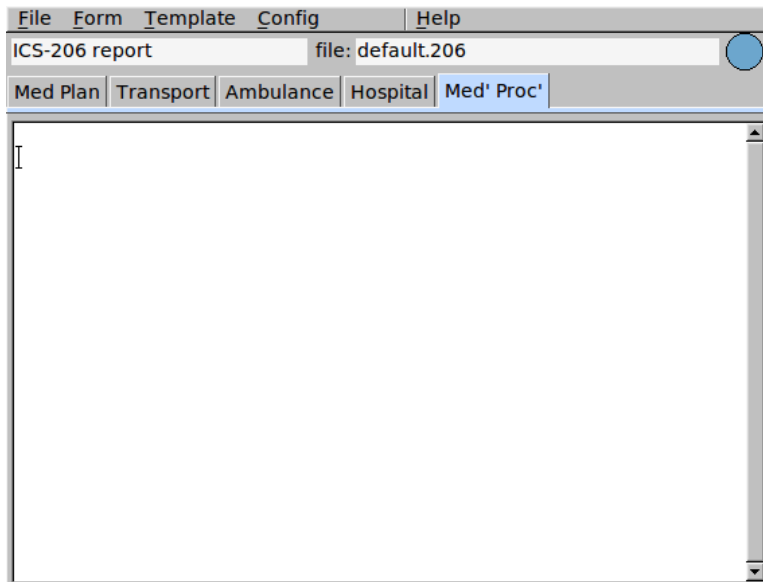 File Form Template Config Help
ICS-206 report file: default.206
Med Plan Transport Ambulance Hospital Med' Proc'